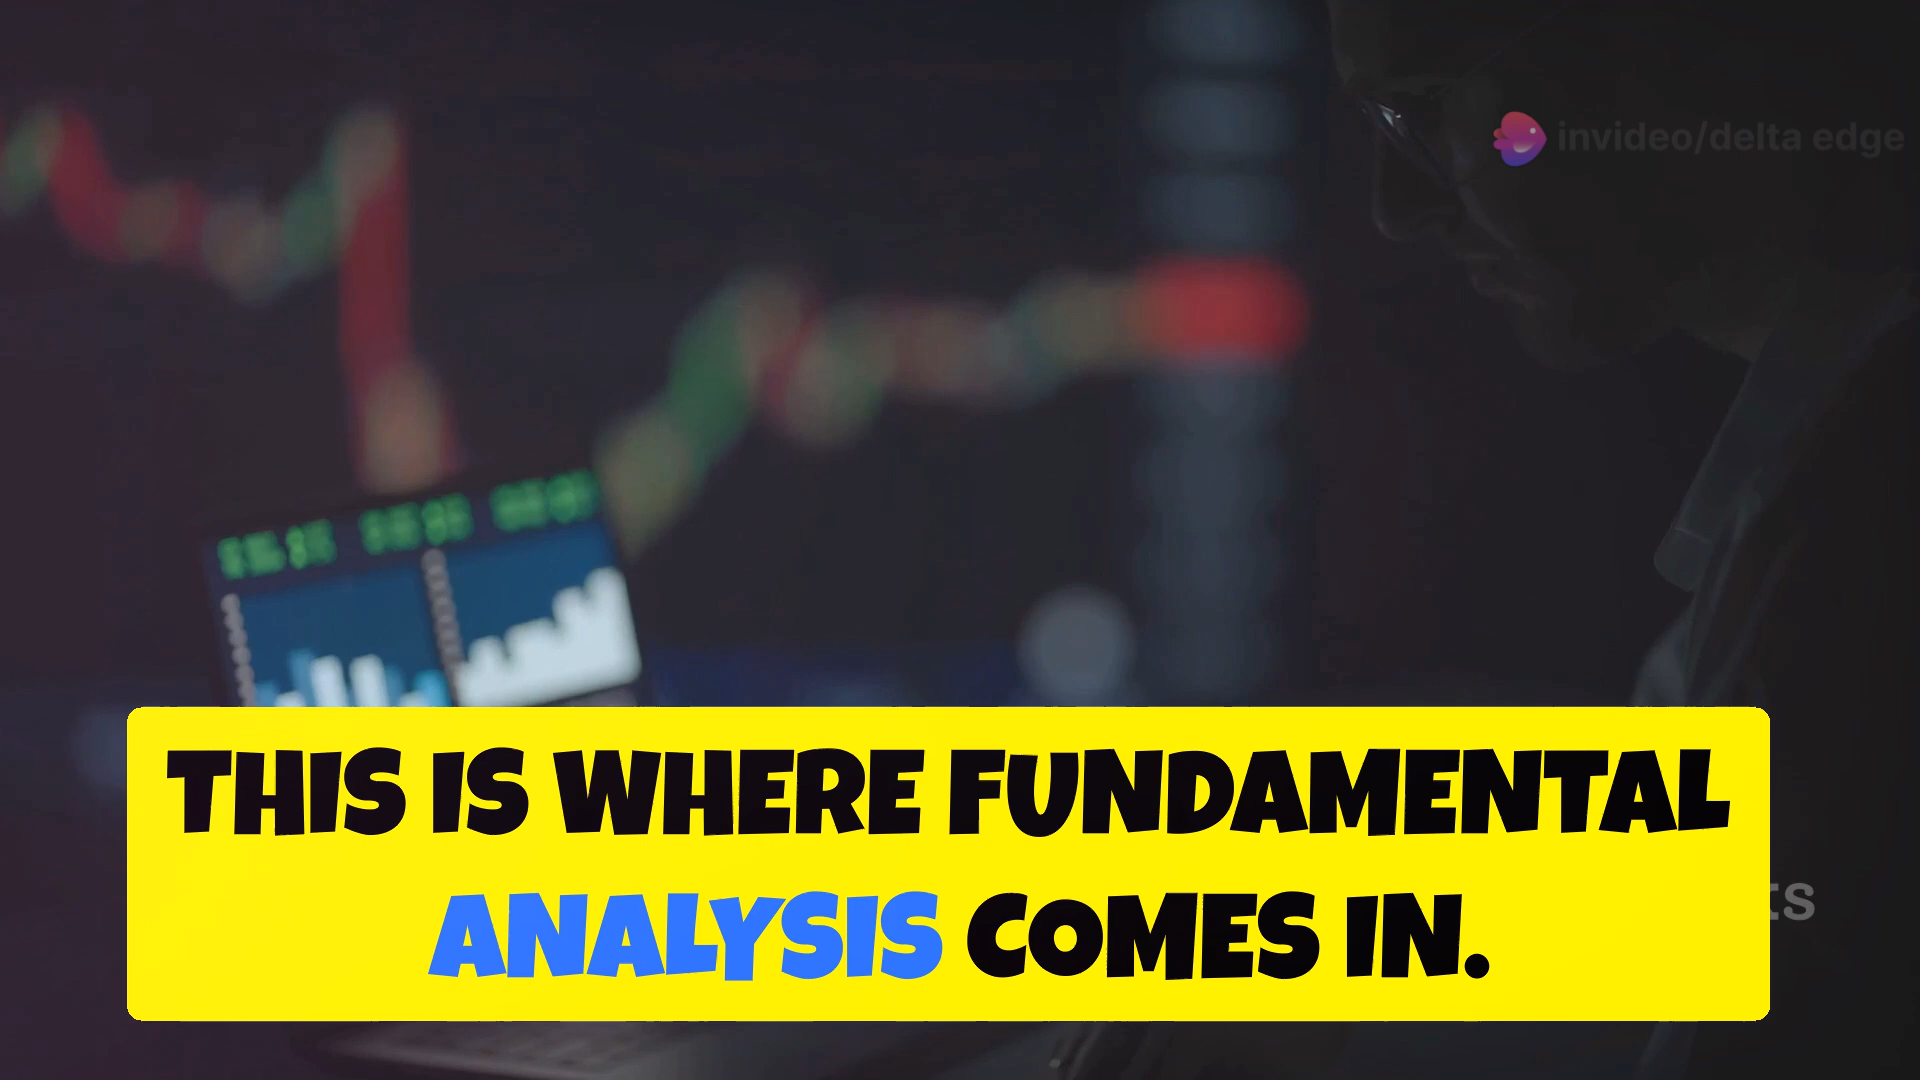 invideo/delta edge
THIS IS WHERE FUNDAMENTAL
ANALYSIS COMES IN.